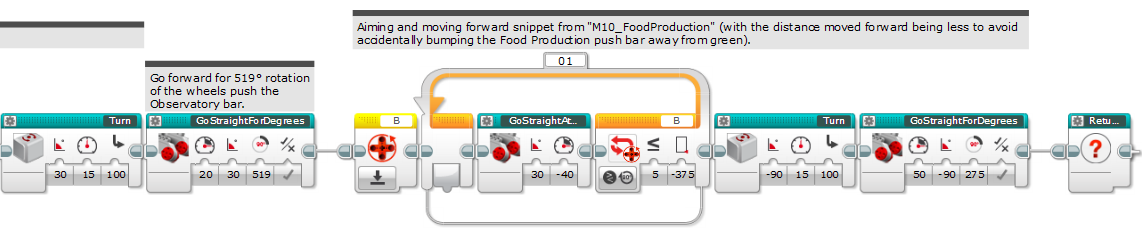 Aiming and moving forward snippet from "M10_FoodProduction" (with the distance moved forward being less to avoid
accidentally bumping the Food Production push bar away from green).
01
Go forward for 519° rotation
of the wheels push the
Observatory bar.
Turn
30 15 100
GoStraightForDegrees
90°
20 30 519
B
GoStraightAt...
30 -40
B
≤
5 -375
Turn
-90 15 100
GoStraightForDegrees
90°
50 -90 275
Retu...
?